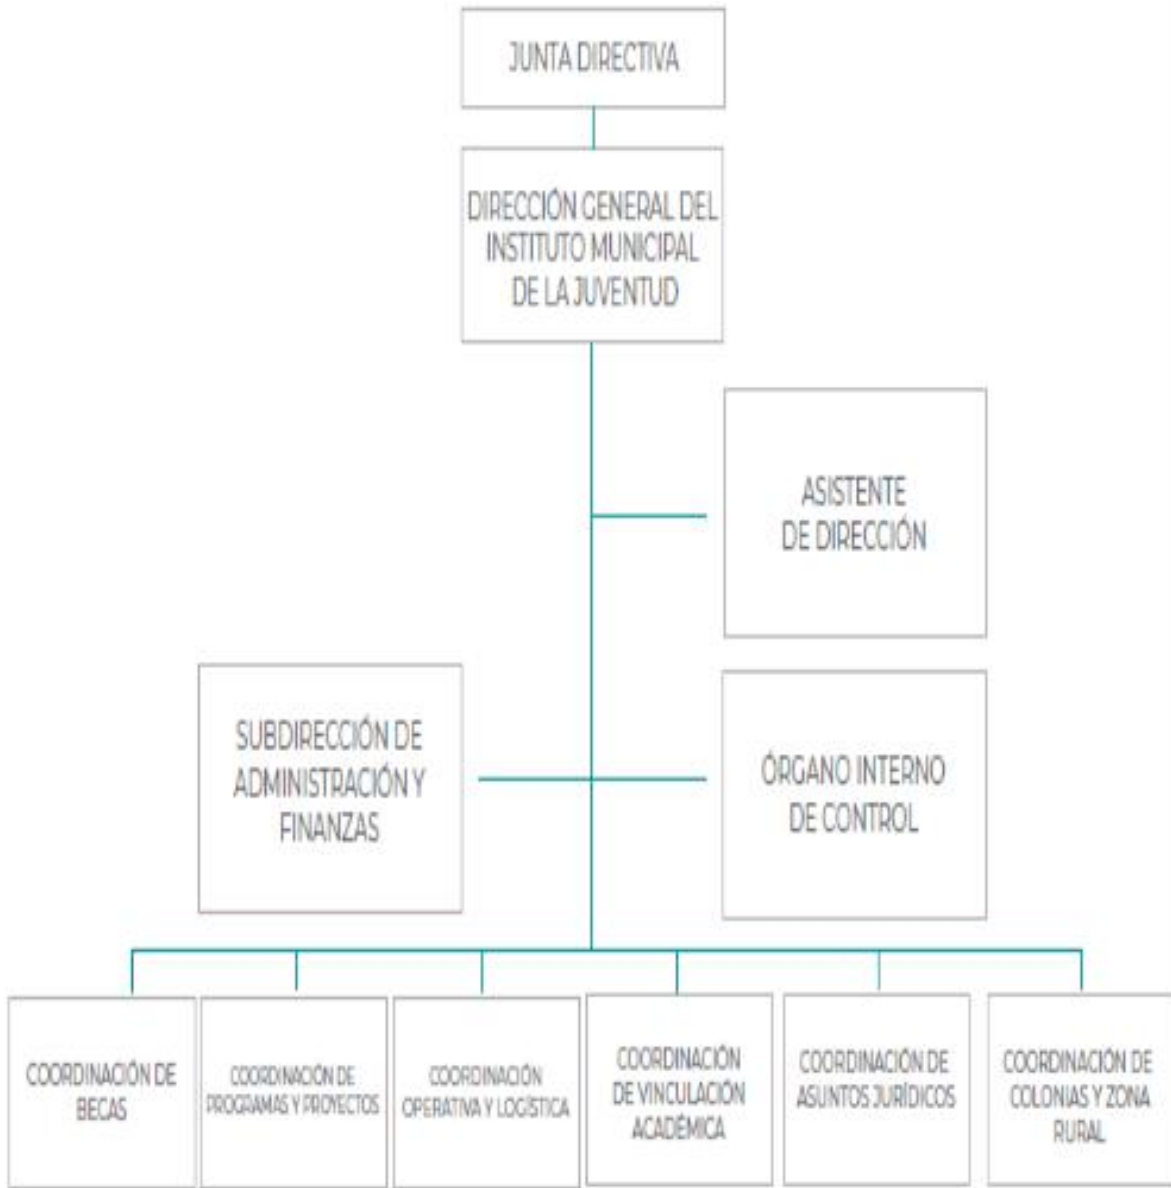 JUNTA DIRECTIVA
DIRECCIÓN GENERAL DEL
INSTITUTO MUNICIPAL
DE LA JUVENTUD
ASISTENTE
DE DIRECCIÓN
SUBDIRECCIÓN DE
ADMINISTRACIÓN Y
FINANZAS
ÓRGANO INTERNO
DE CONTROL
COORDINACIÓN DE
BECAS
COORDINACIÓN DE
PROGRAMAS Y PROYECTOS
COORDINACIÓN
OPERATIVA Y LOGÍSTICA
COORDINACIÓN
DE VINCULACIÓN
ACADÉMICA
COORDINACIÓN DE
ASUNTOS JURÍDICOS
COORDINACIÓN DE
COLONIAS Y ZONA
RURAL